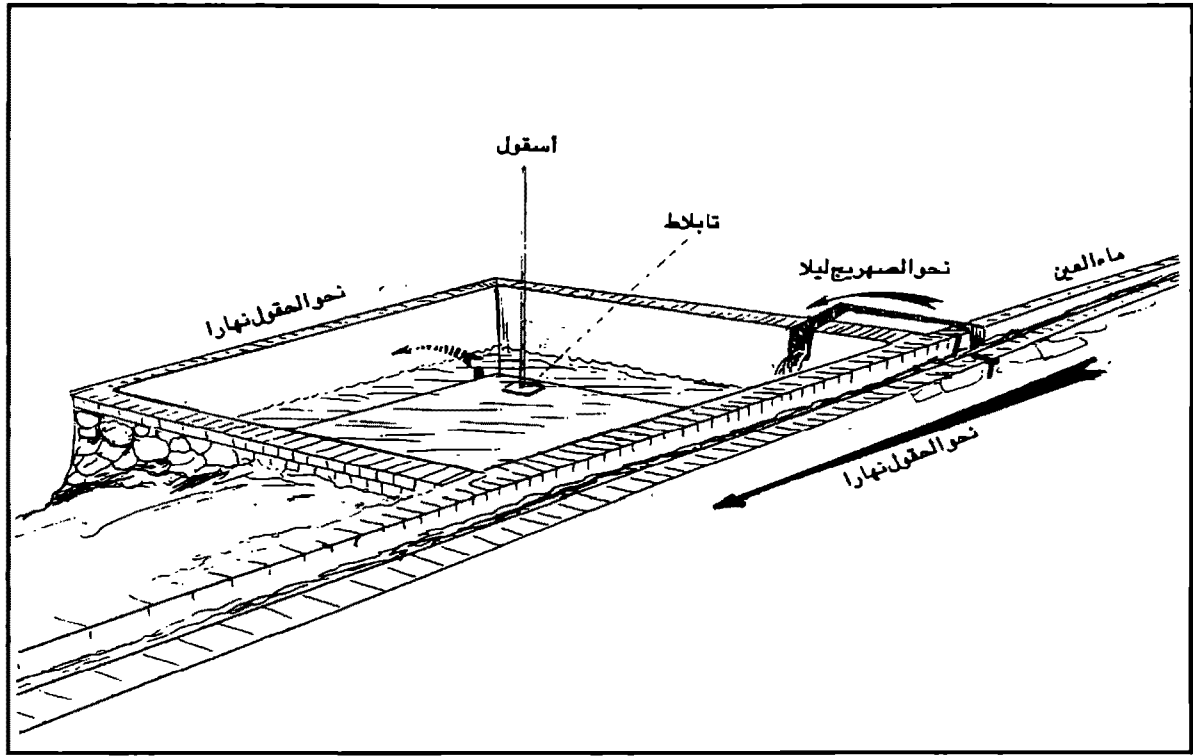 أسقول
تابلاط
ماء العين
نحو الصهريج ليلا
نحو الحقول نهارا
نحو الحقول نهارا